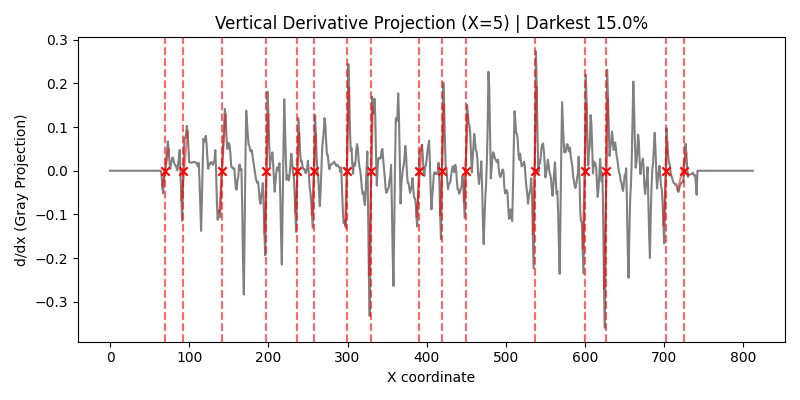 Vertical Derivative Projection (X=5) | Darkest 15.0%
d/dx (Gray Projection)
0.3
0.2
0.1
0.0
−0.1
−0.2
−0.3
0 100 200 300 400 500 600 700 800
X coordinate